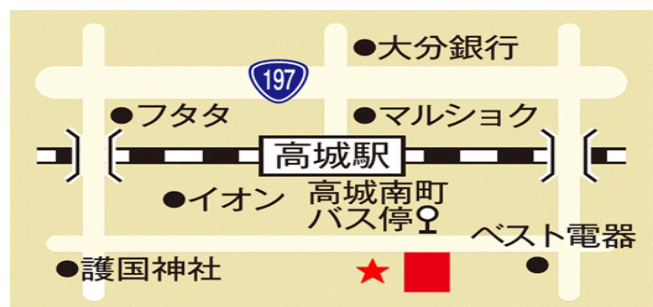 大分銀行
197
フタタ
マルショク
高城駅
イオン
高城南町
バス停
ベスト電器
護国神社